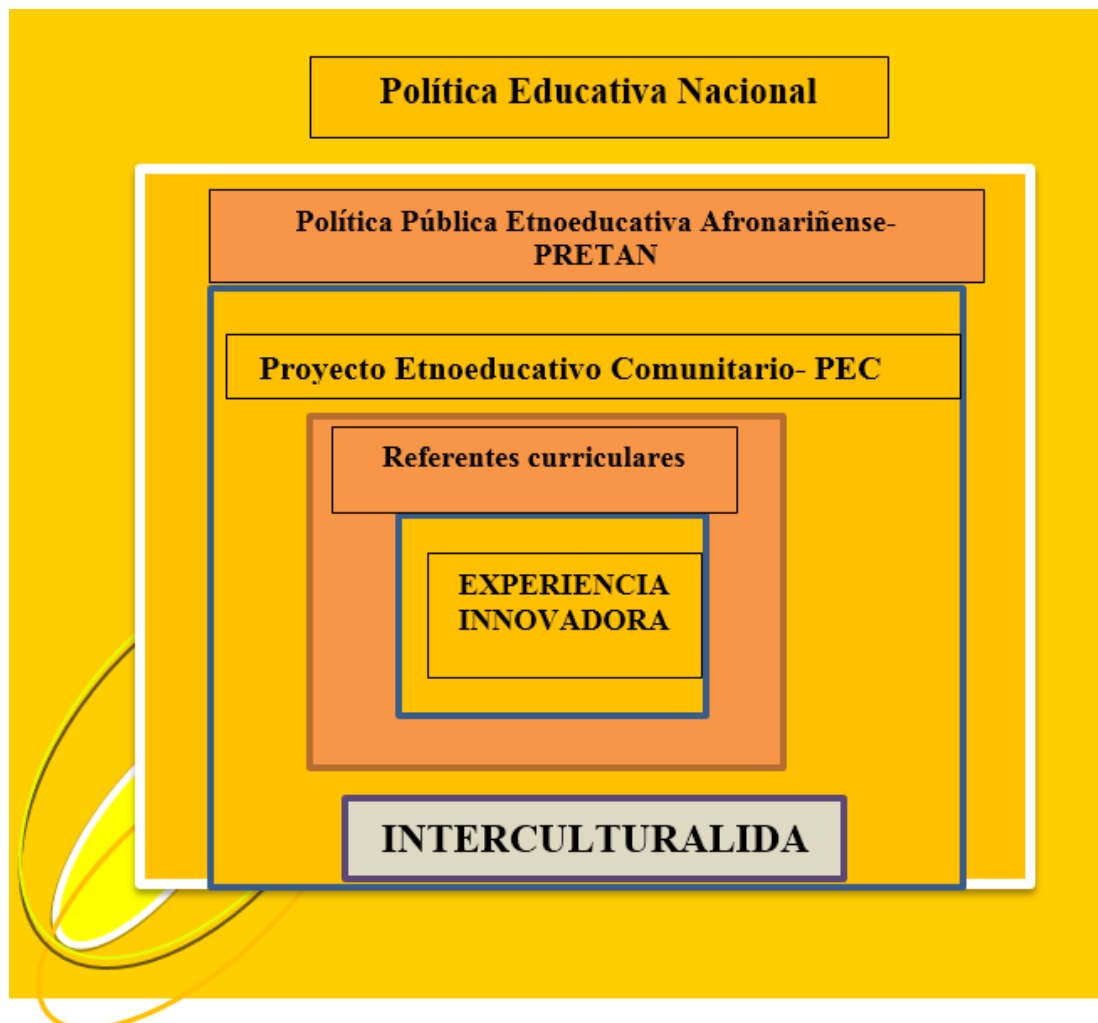 Política Educativa Nacional
Política Pública Etnoeducativa Afronariñense-
PRETAN
Proyecto Etnoeducativo Comunitario- PEC
Referentes curriculares
EXPERIENCIA
INNOVADORA
INTERCULTURALIDA